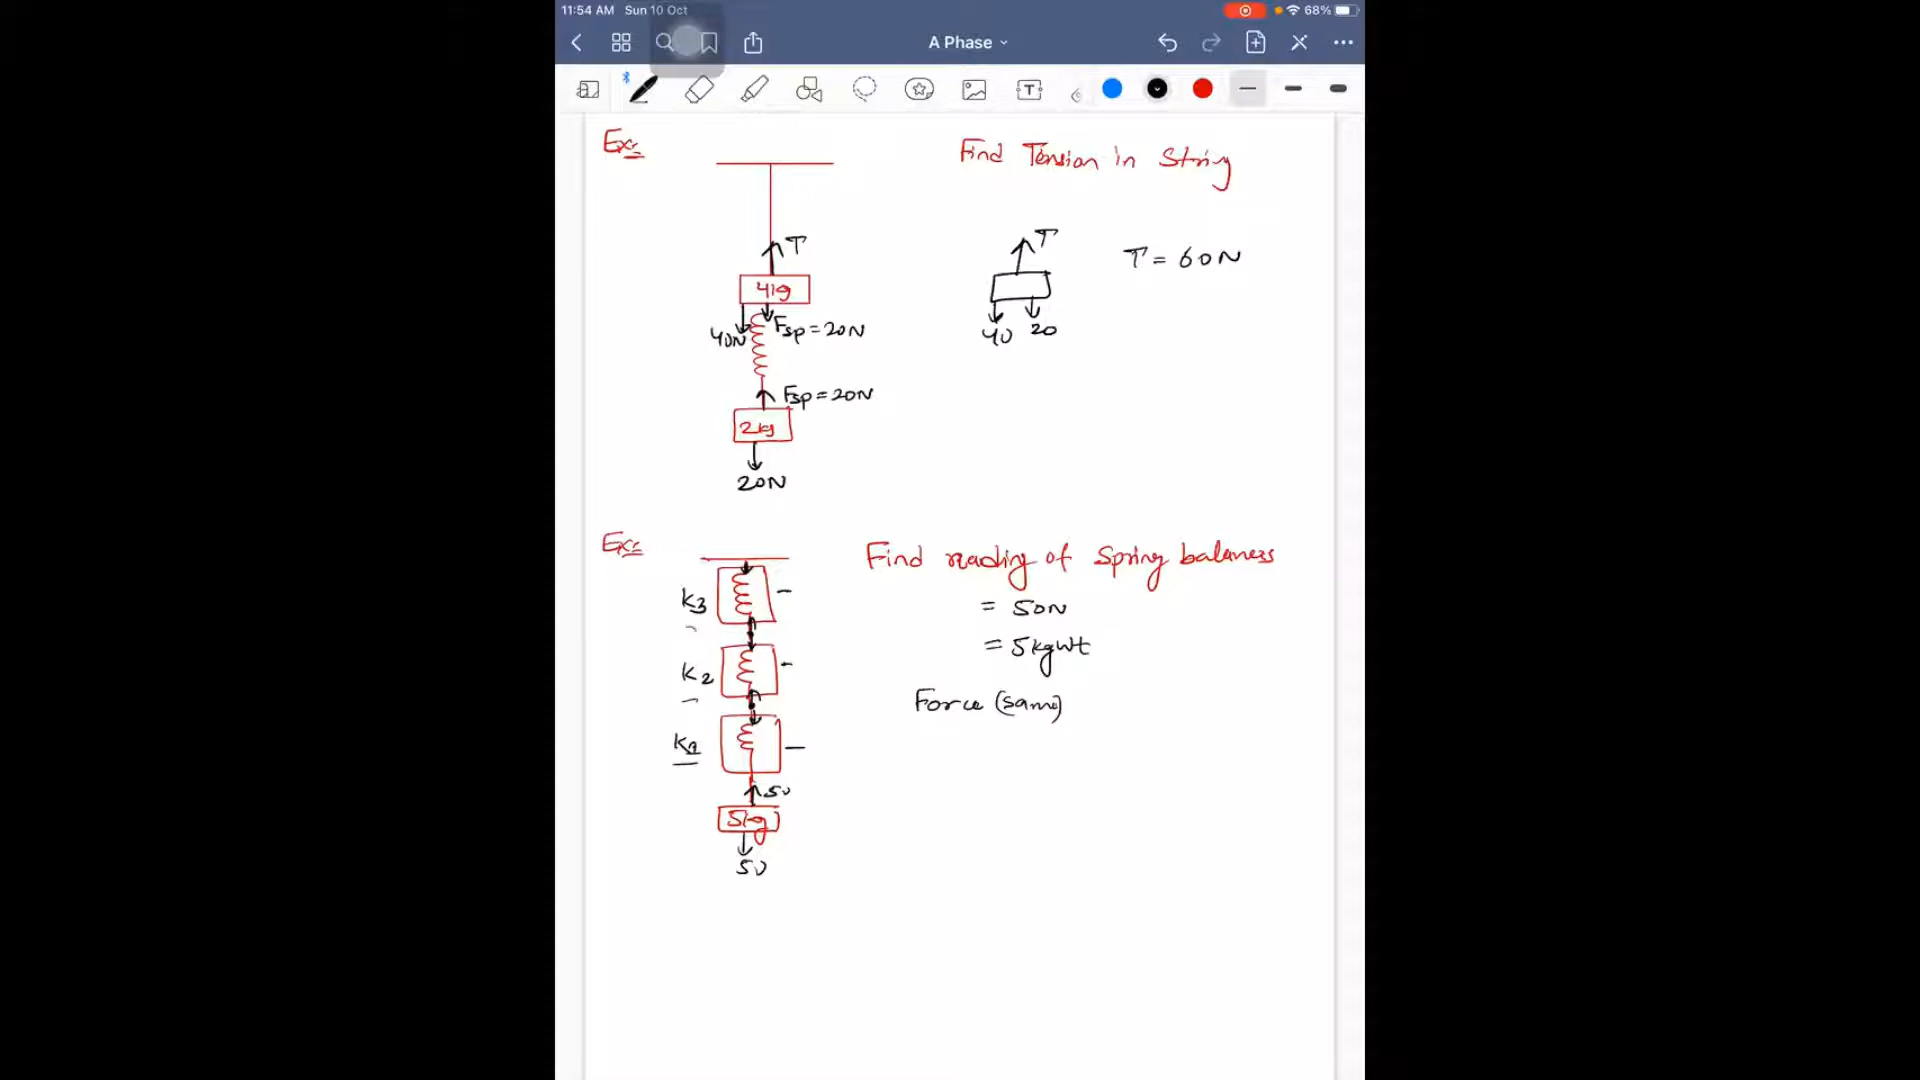 11:54 AM Sun 10 Oct
68%
A Phase
Ex:
Find Tension in String
T
T
T = 60N
4kg
40N
Fsp = 20N
40 20
Fsp = 20N
2kg
20N
Ex:
Find reading of Spring balances
K3
= 50N
= 5kgwt
K2
Force (same)
K1
50
5kg
50